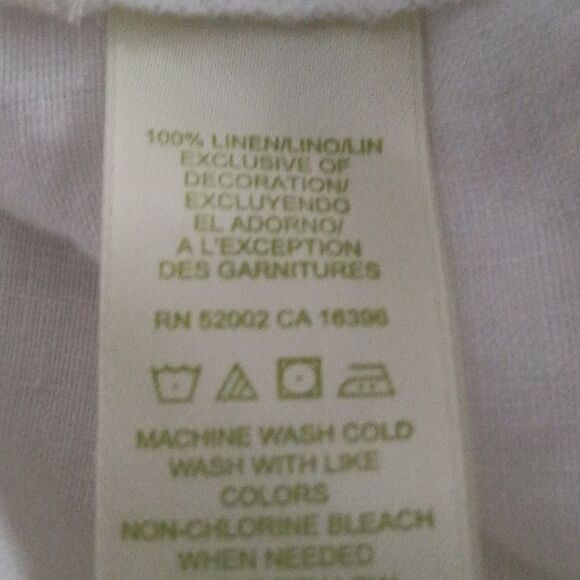 100% LINEN/LINO/LIN
EXCLUSIVE OF
DECORATION/
EXCLUYENDO
EL ADORNO/
A L'EXCEPTION
DES GARNITURES
RN 52002 CA 16396
MACHINE WASH COLD
WASH WITH LIKE
COLORS
NON-CHLORINE BLEACH
WHEN NEEDED